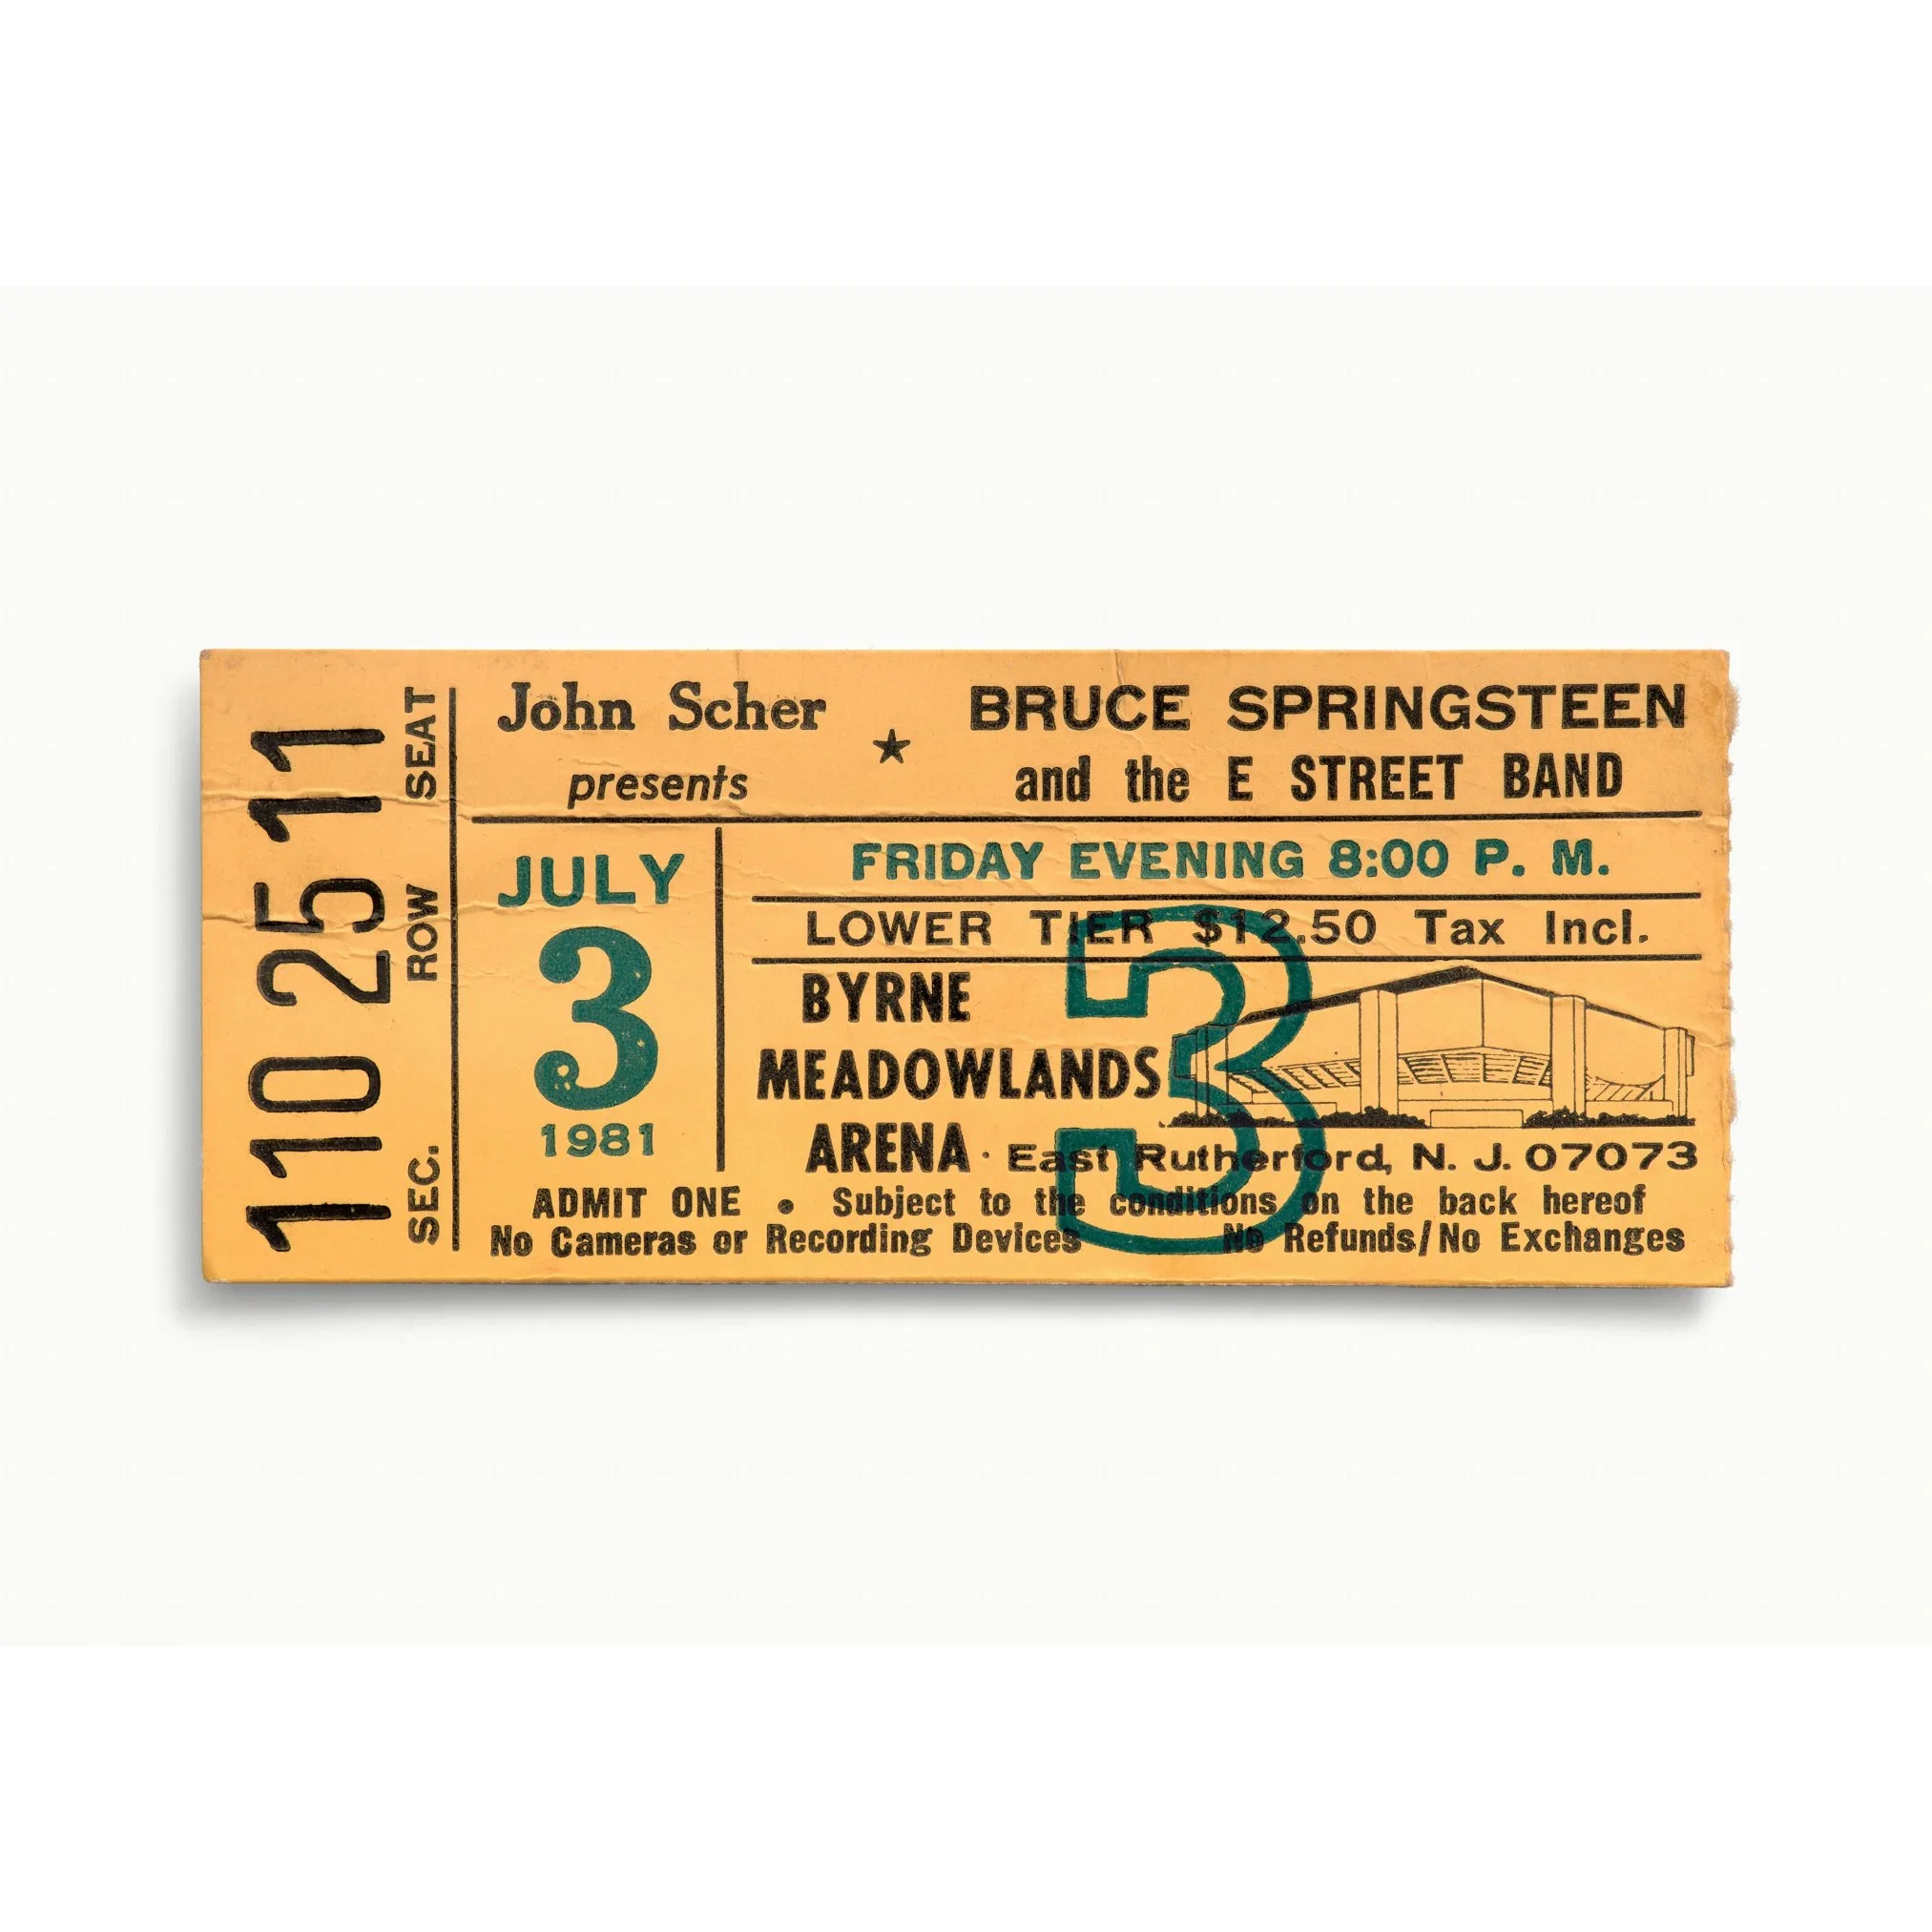 110 25 11
SEC. ROW SEAT
John Scher
presents
★
BRUCE SPRINGSTEEN
and the E STREET BAND
JULY
3
1981
FRIDAY EVENING 8:00 P. M.
LOWER TIER $12.50 Tax Incl.
BYRNE
MEADOWLANDS
ARENA · East Rutherford, N. J. 07073
3
ADMIT ONE • Subject to the conditions on the back hereof
No Cameras or Recording Devices No Refunds/No Exchanges